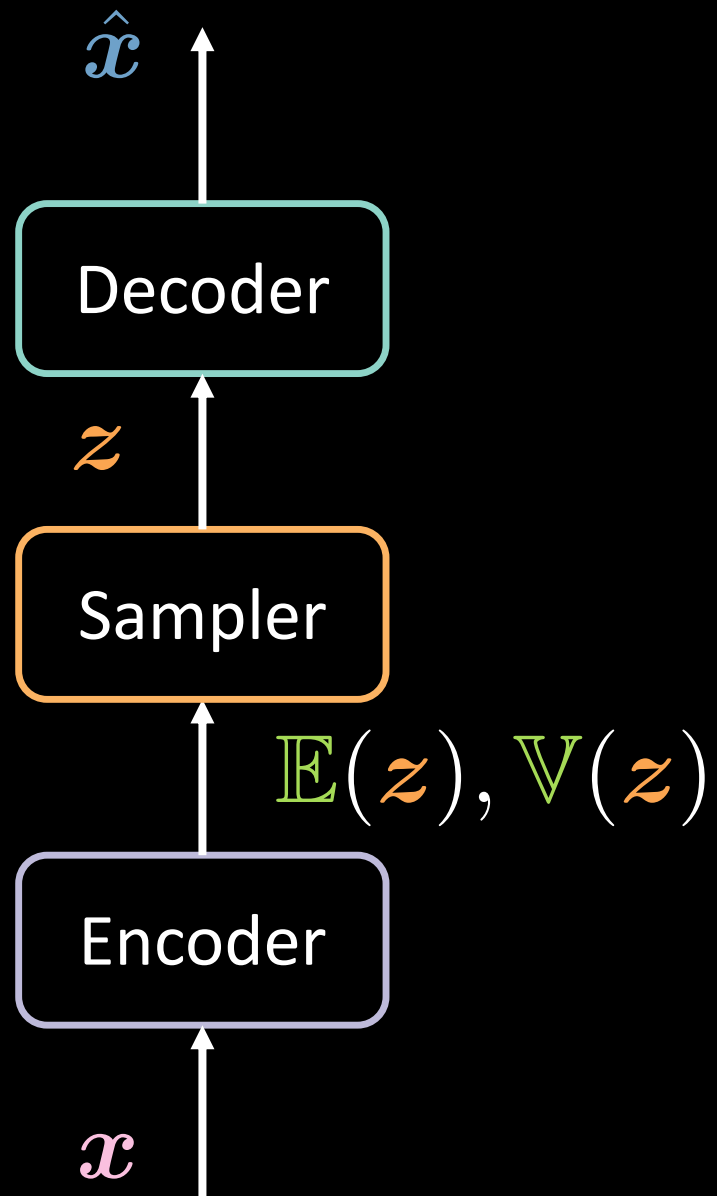 x̂
Decoder
z
Sampler
𝔼(z), 𝕍(z)
Encoder
x